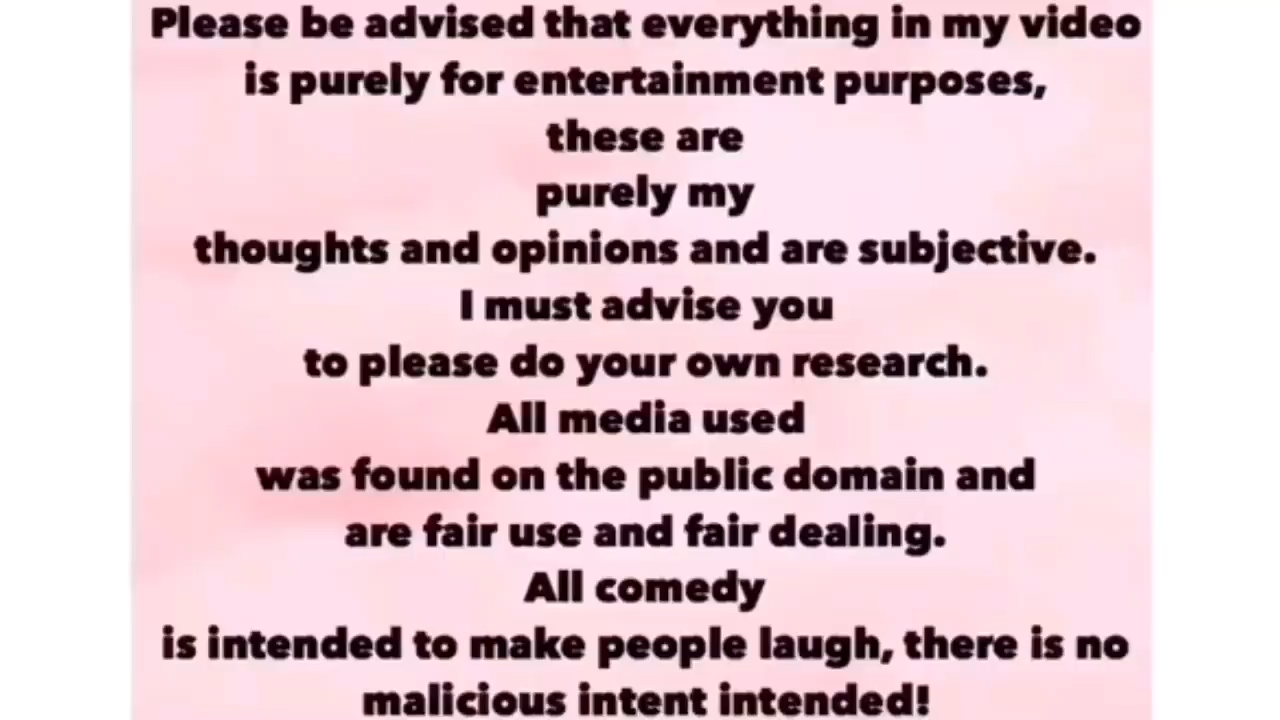 Please be advised that everything in my video
is purely for entertainment purposes,
these are
purely my
thoughts and opinions and are subjective.
I must advise you
to please do your own research.
All media used
was found on the public domain and
are fair use and fair dealing.
All comedy
is intended to make people laugh, there is no
malicious intent intended!